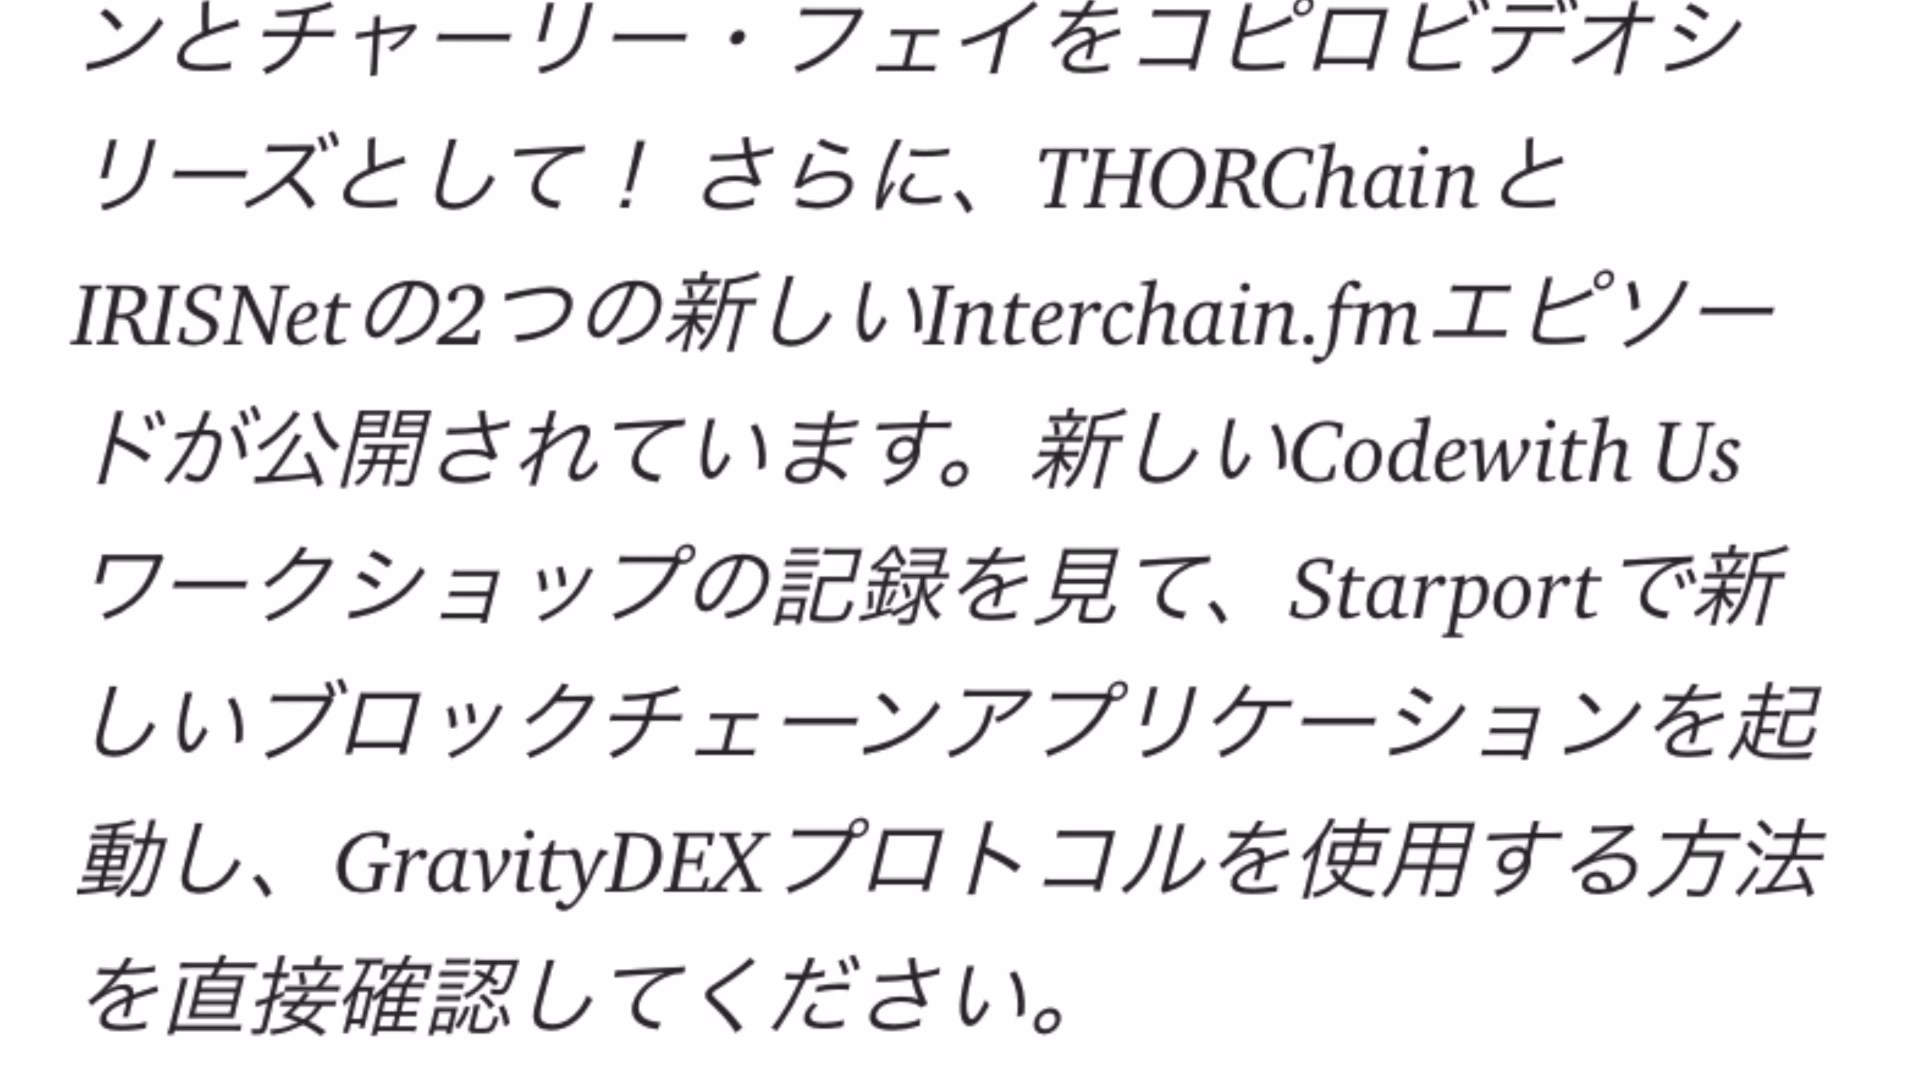 ンとチャーリー・フェイをコピロビデオシ
リーズとして！ さらに、THORChainと
IRISNetの2つの新しいInterchain.fmエピソー
ドが公開されています。新しいCodewith Us
ワークショップの記録を見て、Starportで新
しいブロックチェーンアプリケーションを起
動し、GravityDEXプロトコルを使用する方法
を直接確認してください。